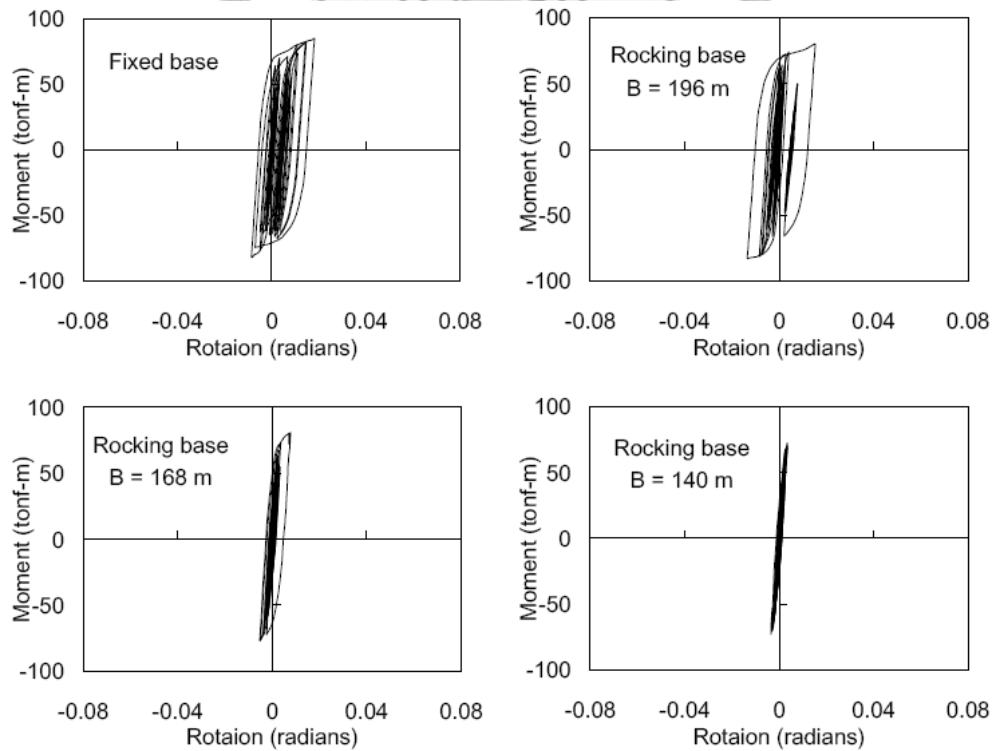 100
50
0
-50
-100
Moment (tonf-m)
Fixed base
-0.08 -0.04 0 0.04 0.08
Rotaion (radians)
100
50
0
-50
-100
Moment (tonf-m)
Rocking base
B = 196 m
-0.08 -0.04 0 0.04 0.08
Rotaion (radians)
100
50
0
-50
-100
Moment (tonf-m)
Rocking base
B = 168 m
-0.08 -0.04 0 0.04 0.08
Rotaion (radians)
100
50
0
-50
-100
Moment (tonf-m)
Rocking base
B = 140 m
-0.08 -0.04 0 0.04 0.08
Rotaion (radians)